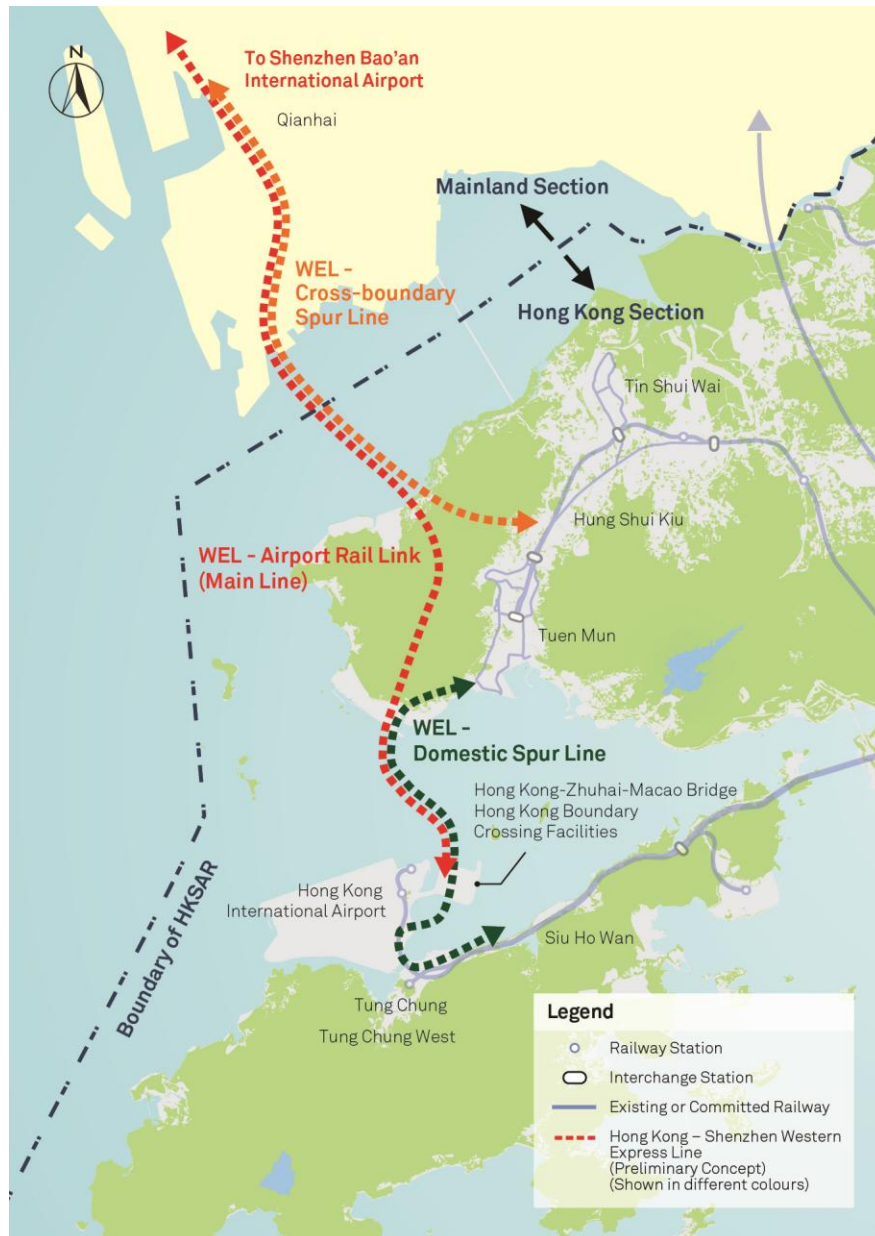 N
To Shenzhen Bao'an
International Airport
Qianhai
Mainland Section
WEL -
Cross-boundary
Spur Line
Hong Kong Section
Tin Shui Wai
Hung Shui Kiu
WEL - Airport Rail Link
(Main Line)
Tuen Mun
WEL -
Domestic Spur Line
Hong Kong-Zhuhai-Macao Bridge
Hong Kong Boundary
Crossing Facilities
Hong Kong
International Airport
Siu Ho Wan
Boundary of HKSAR
Tung Chung
Tung Chung West
Legend
Railway Station
Interchange Station
Existing or Committed Railway
Hong Kong – Shenzhen Western
Express Line
(Preliminary Concept)
(Shown in different colours)